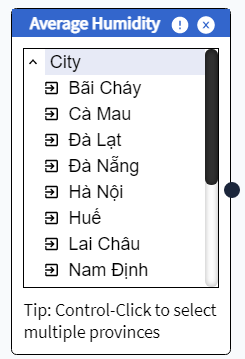 Average Humidity
City
Bãi Cháy
Cà Mau
Đà Lạt
Đà Nẵng
Hà Nội
Huế
Lai Châu
Nam Định
Tip: Control-Click to select
multiple provinces